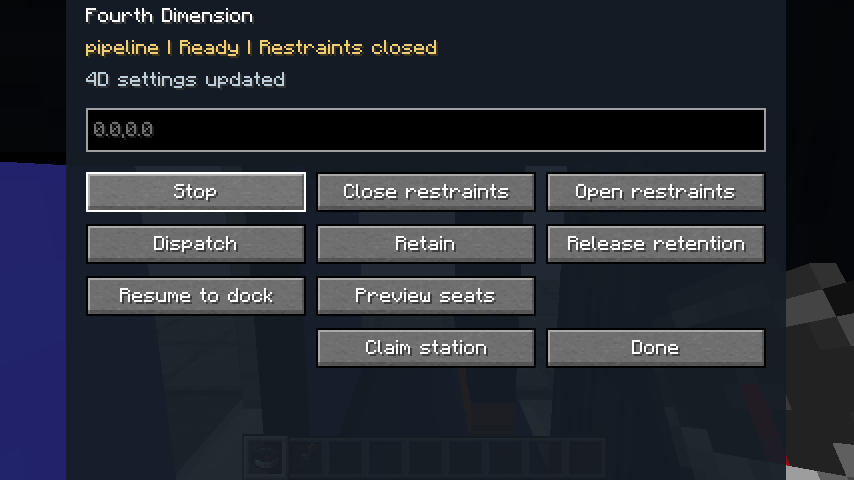 Fourth Dimension
pipeline | Ready | Restraints closed
4D settings updated
0.0,0.0
Stop
Close restraints
Open restraints
Dispatch
Retain
Release retention
Resume to dock
Preview seats
Claim station
Done